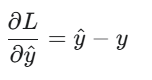 ∂L/∂ŷ = ŷ − y